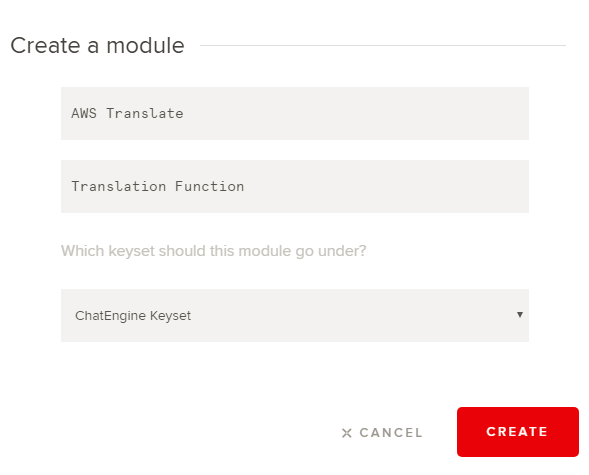 Create a module
AWS Translate
Translation Function
Which keyset should this module go under?
ChatEngine Keyset
CANCEL
CREATE